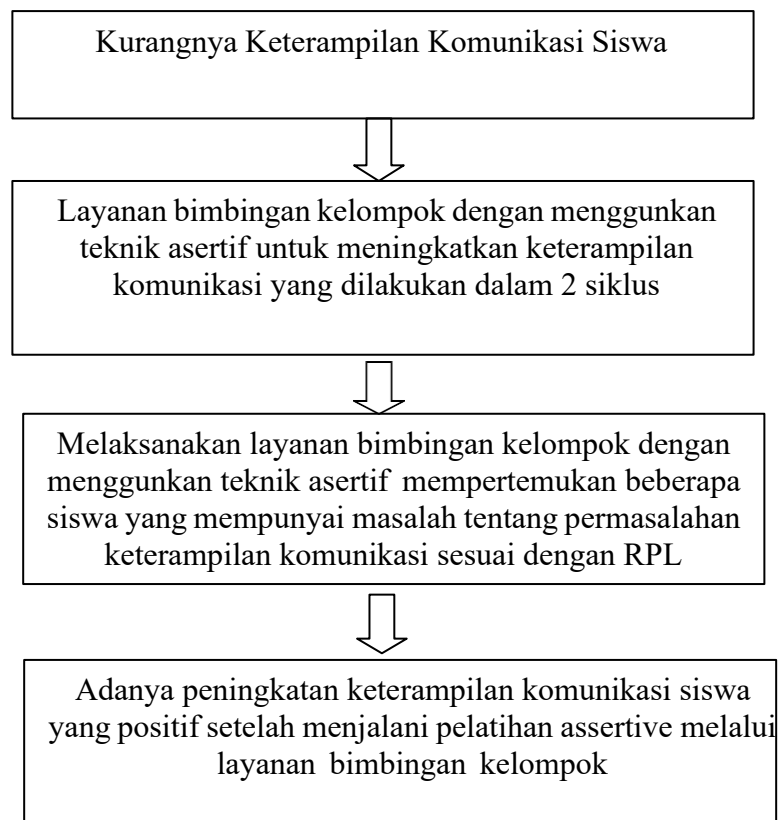 Kurangnya Keterampilan Komunikasi Siswa
Layanan bimbingan kelompok dengan menggunkan
teknik asertif untuk meningkatkan keterampilan
komunikasi yang dilakukan dalam 2 siklus
Melaksanakan layanan bimbingan kelompok dengan
menggunkan teknik asertif mempertemukan beberapa
siswa yang mempunyai masalah tentang permasalahan
keterampilan komunikasi sesuai dengan RPL
Adanya peningkatan keterampilan komunikasi siswa
yang positif setelah menjalani pelatihan assertive melalui
layanan bimbingan kelompok